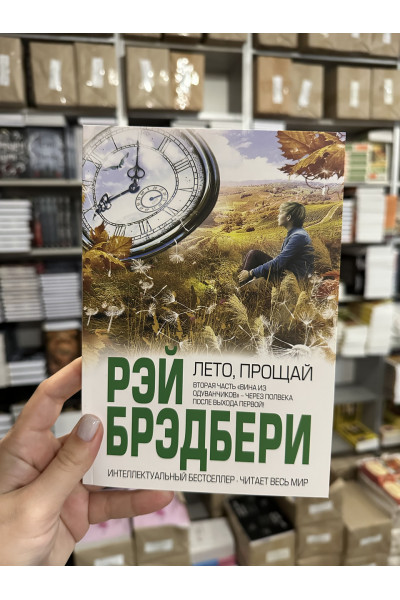 РЭЙ
БРЭДБЕРИ
ЛЕТО, ПРОЩАЙ
ВТОРАЯ ЧАСТЬ «ВИНА ИЗ
ОДУВАНЧИКОВ» – ЧЕРЕЗ ПОЛВЕКА
ПОСЛЕ ВЫХОДА ПЕРВОЙ!
ИНТЕЛЛЕКТУАЛЬНЫЙ БЕСТСЕЛЛЕР · ЧИТАЕТ ВЕСЬ МИР